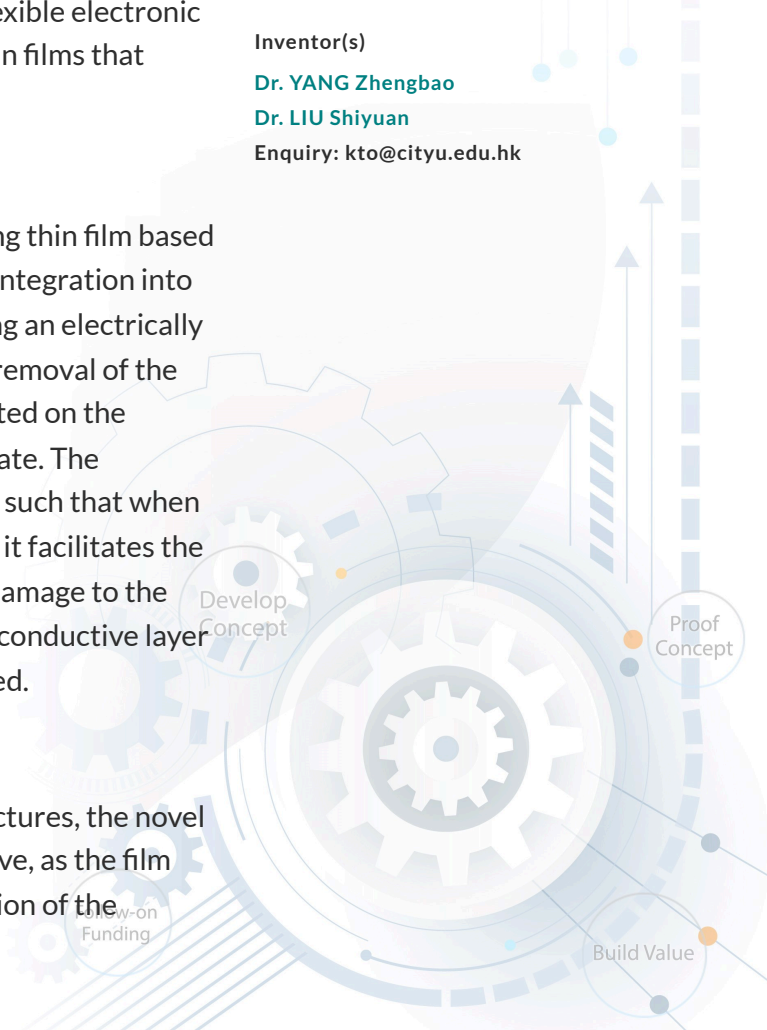 exible electronic
n films that
Inventor(s)
Dr. YANG Zhengbao
Dr. LIU Shiyuan
Enquiry: kto@cityu.edu.hk
ng thin film based
ntegration into
ng an electrically
removal of the
ted on the
ate. The
such that when
it facilitates the
amage to the
conductive layer
ed.
ctures, the novel
ve, as the film
ion of the
Develop
Concept
Proof
Concept
Follow-on
Funding
Build Value